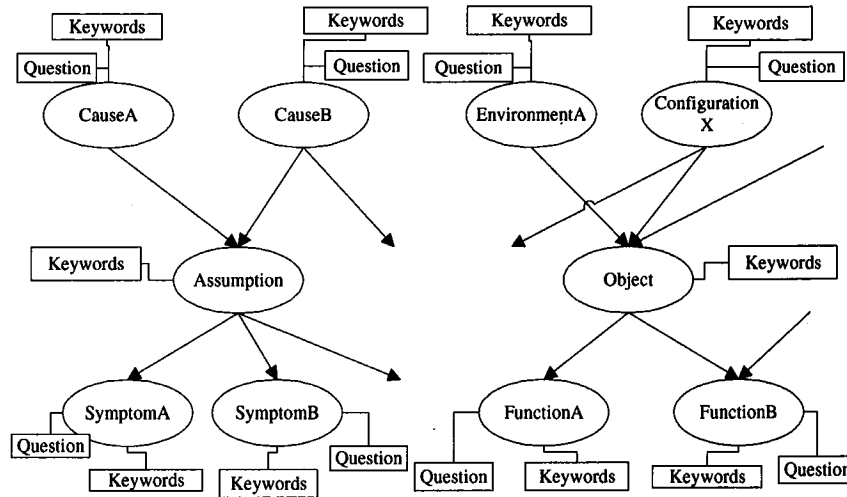 Keywords
Keywords
Keywords
Keywords
Question
Question
Question
Question
CauseA
CauseB
EnvironmentA
Configuration
X
Keywords
Assumption
Object
Keywords
SymptomA
SymptomB
FunctionA
FunctionB
Question
Question
Question
Question
Keywords
Keywords
Keywords
Keywords